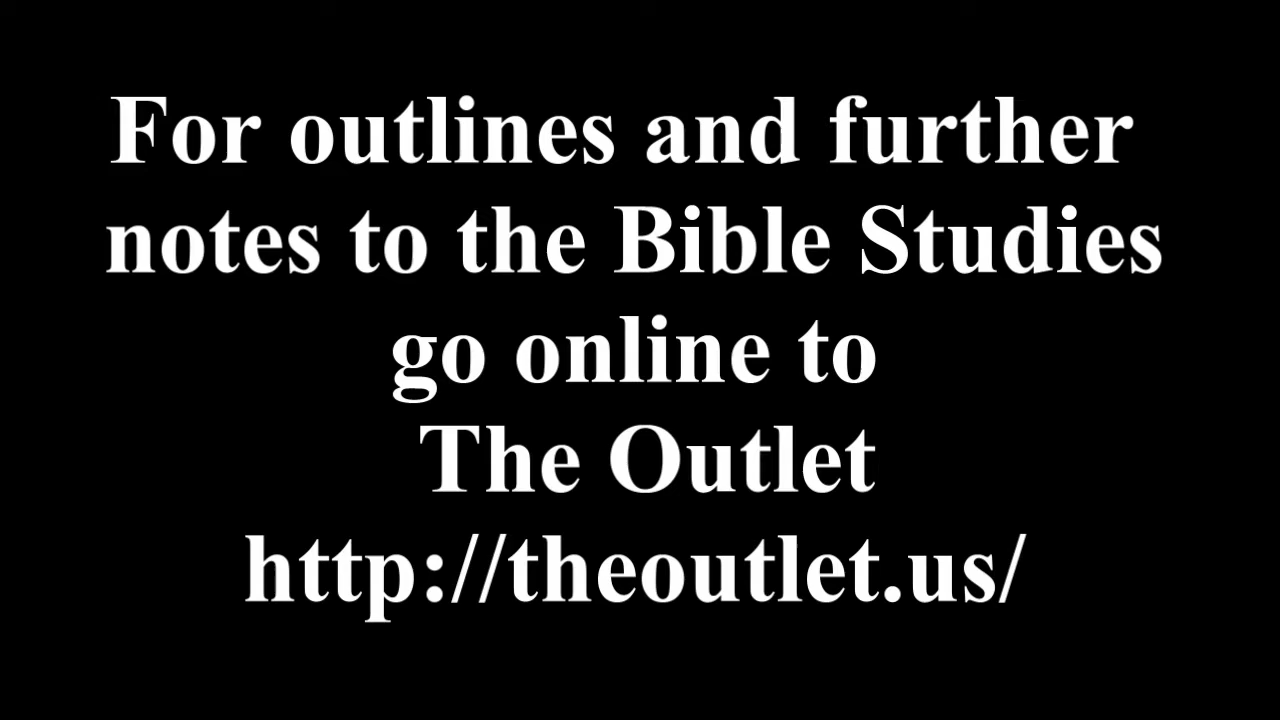 For outlines and further
notes to the Bible Studies
go online to
The Outlet
http://theoutlet.us/